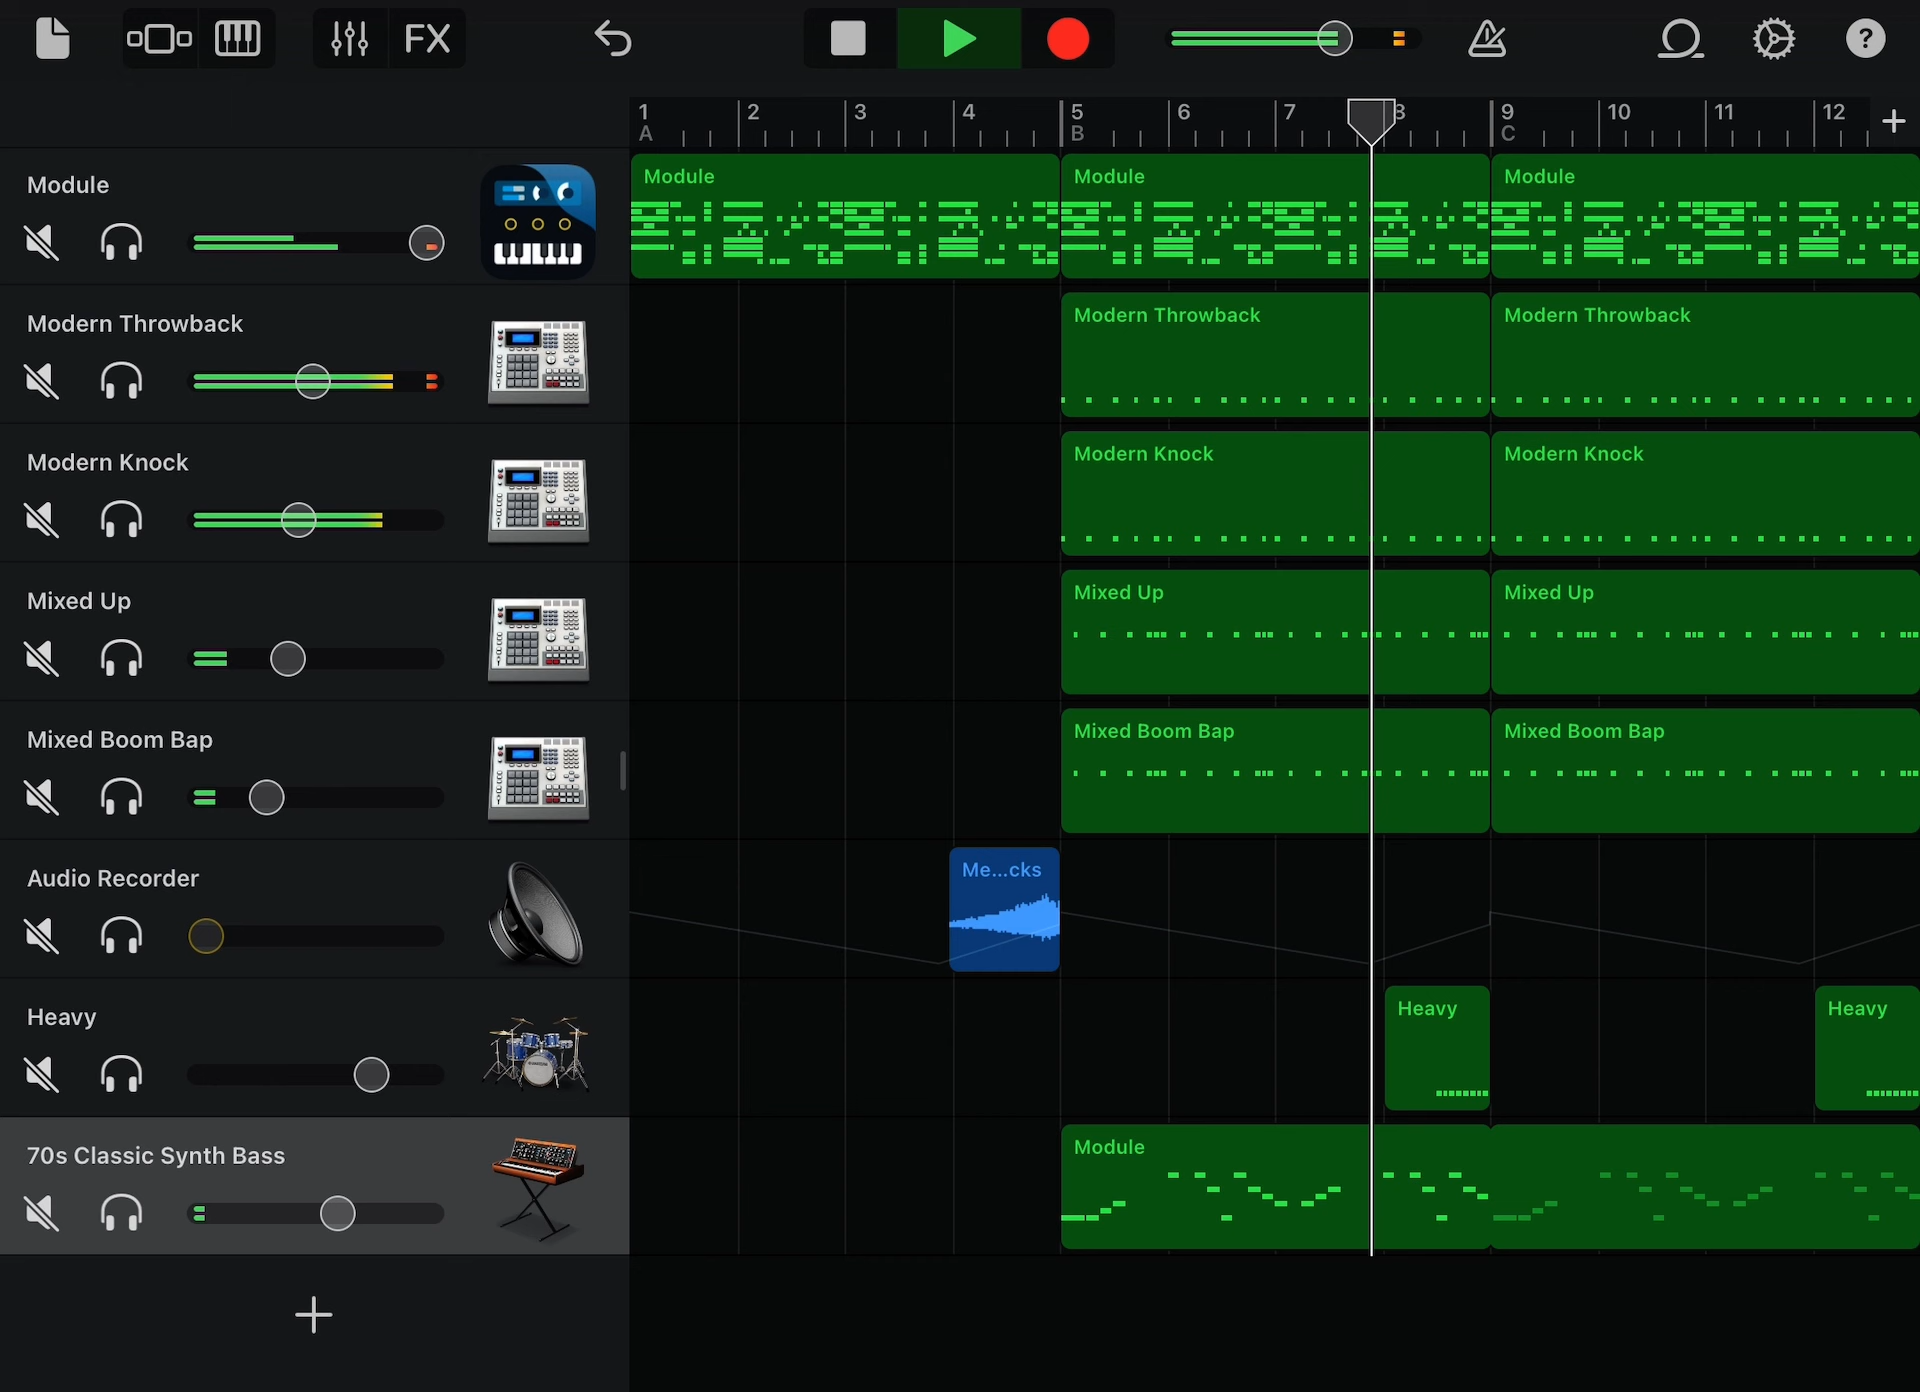 FX
?
1 2 3 4 5 6 7 8 9 10 11 12
A B C
Module
Module
Module
Module
Modern Throwback
Modern Throwback
Modern Throwback
Modern Knock
Modern Knock
Modern Knock
Mixed Up
Mixed Up
Mixed Up
Mixed Boom Bap
Mixed Boom Bap
Mixed Boom Bap
Audio Recorder
Me...cks
Heavy
Heavy
Heavy
70s Classic Synth Bass
Module